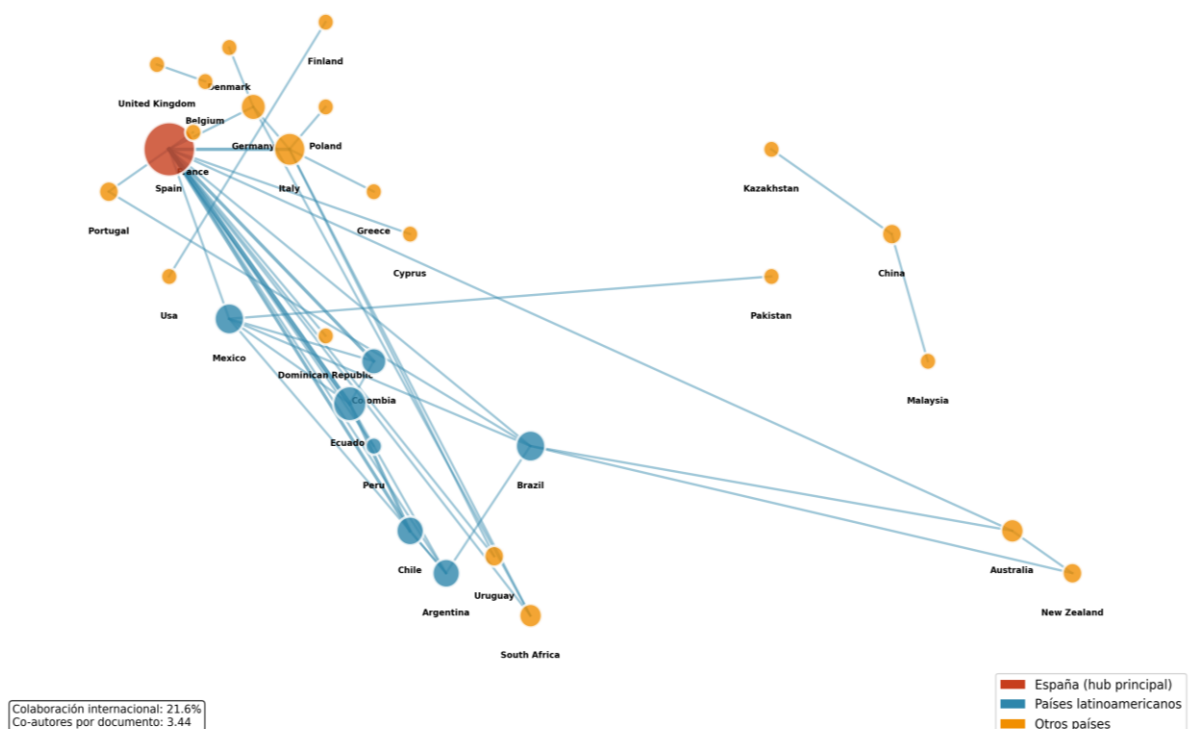 Finland
Denmark
United Kingdom
Belgium
Germany
Poland
Spain
Italy
Kazakhstan
Portugal
Greece
Cyprus
China
Usa
Pakistan
Mexico
Dominican Republic
Colombia
Malaysia
Ecuado
Peru
Brazil
Chile
Australia
Uruguay
Argentina
New Zealand
South Africa
Colaboración internacional: 21.6%
Co-autores por documento: 3.44
España (hub principal)
Países latinoamericanos
Otros países